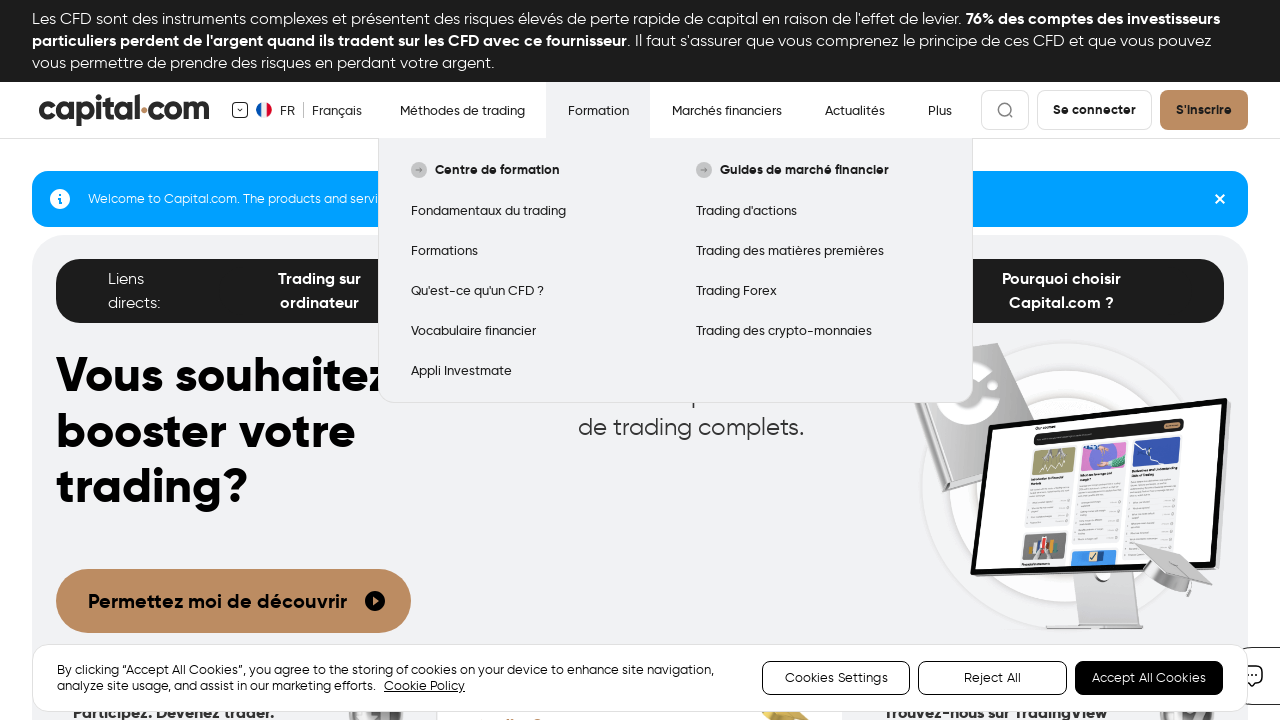 Les CFD sont des instruments complexes et présentent des risques élevés de perte rapide de capital en raison de l'effet de levier. 76% des comptes des investisseurs
particuliers perdent de l'argent quand ils tradent sur les CFD avec ce fournisseur. Il faut s'assurer que vous comprenez le principe de ces CFD et que vous pouvez
vous permettre de prendre des risques en perdant votre argent.
capital.com
FR
Français
Méthodes de trading
Formation
Marchés financiers
Actualités
Plus
Se connecter
S'inscrire
Centre de formation
Fondamentaux du trading
Formations
Qu'est-ce qu'un CFD ?
Vocabulaire financier
Appli Investmate
Guides de marché financier
Trading d'actions
Trading des matières premières
Trading Forex
Trading des crypto-monnaies
Welcome to Capital.com. The products and servi
Liens
directs:
Trading sur
ordinateur
Pourquoi choisir
Capital.com ?
Vous souhaitez
booster votre
trading?
de trading complets.
Our courses
Permettez moi de découvrir
By clicking “Accept All Cookies”, you agree to the storing of cookies on your device to enhance site navigation,
analyze site usage, and assist in our marketing efforts. Cookie Policy
Cookies Settings
Reject All
Accept All Cookies
Participez. Devenez trader.
Trouvez-nous sur TradingView